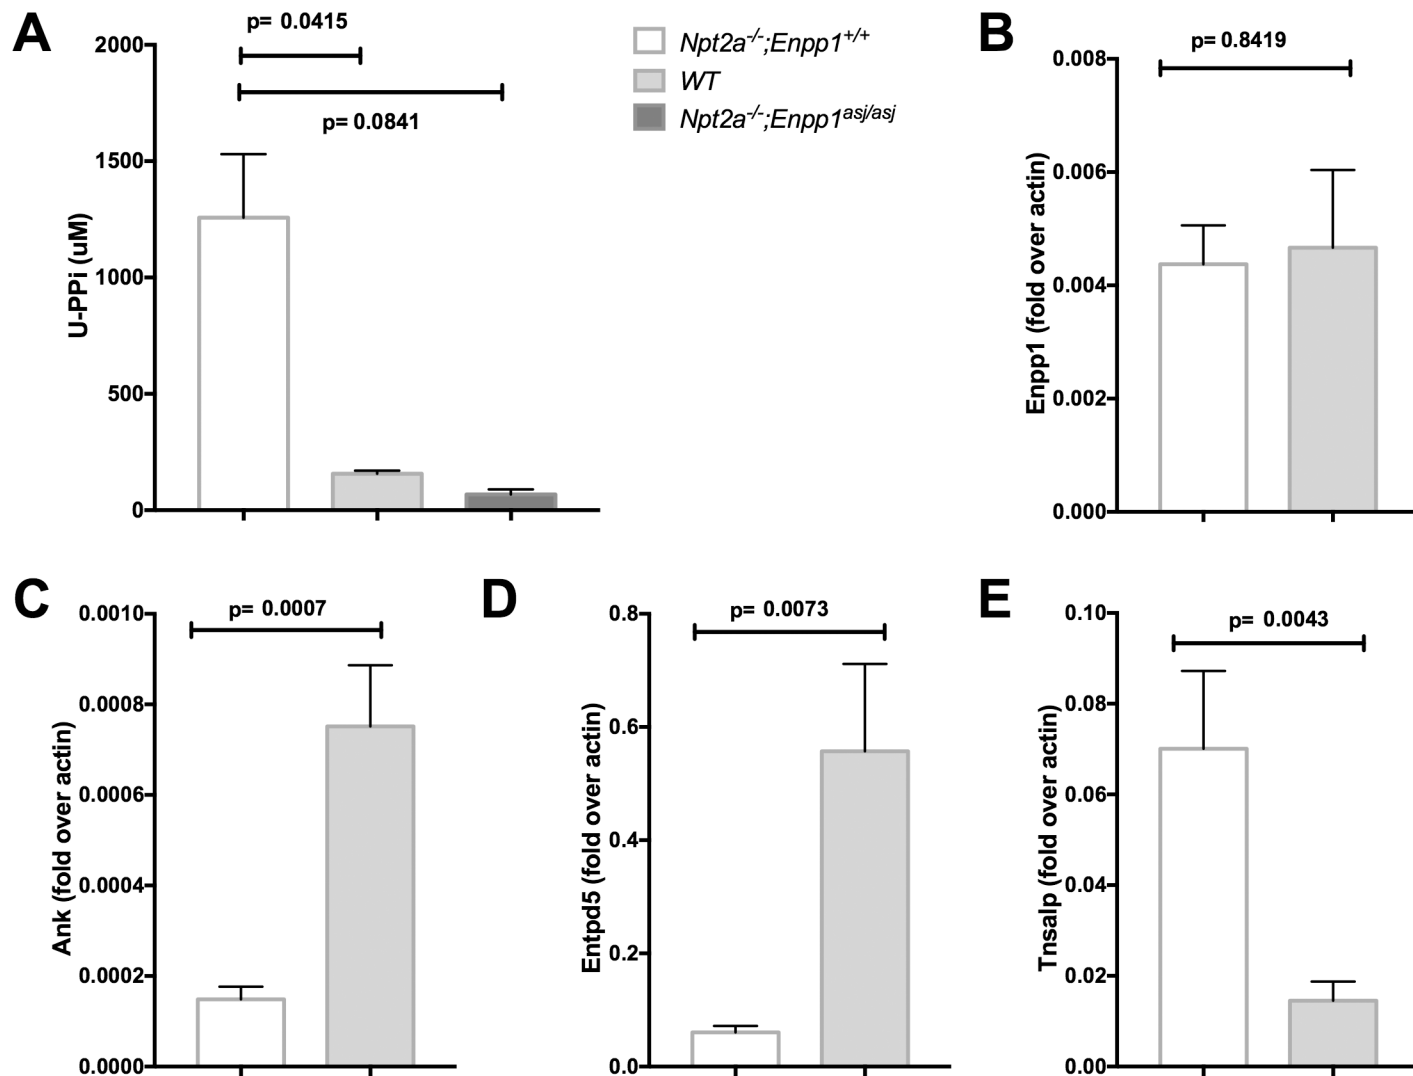 A
p= 0.0415
p= 0.0841
2000
1500
1000
500
0
U-PPi (uM)
Npt2a-/-;Enpp1+/+
WT
Npt2a-/-;Enpp1asj/asj
B
p= 0.8419
0.008
0.006
0.004
0.002
0.000
Enpp1 (fold over actin)
C
p= 0.0007
0.0010
0.0008
0.0006
0.0004
0.0002
0.0000
Ank (fold over actin)
D
p= 0.0073
0.8
0.6
0.4
0.2
0.0
Entpd5 (fold over actin)
E
p= 0.0043
0.10
0.08
0.06
0.04
0.02
0.00
Tnsalp (fold over actin)